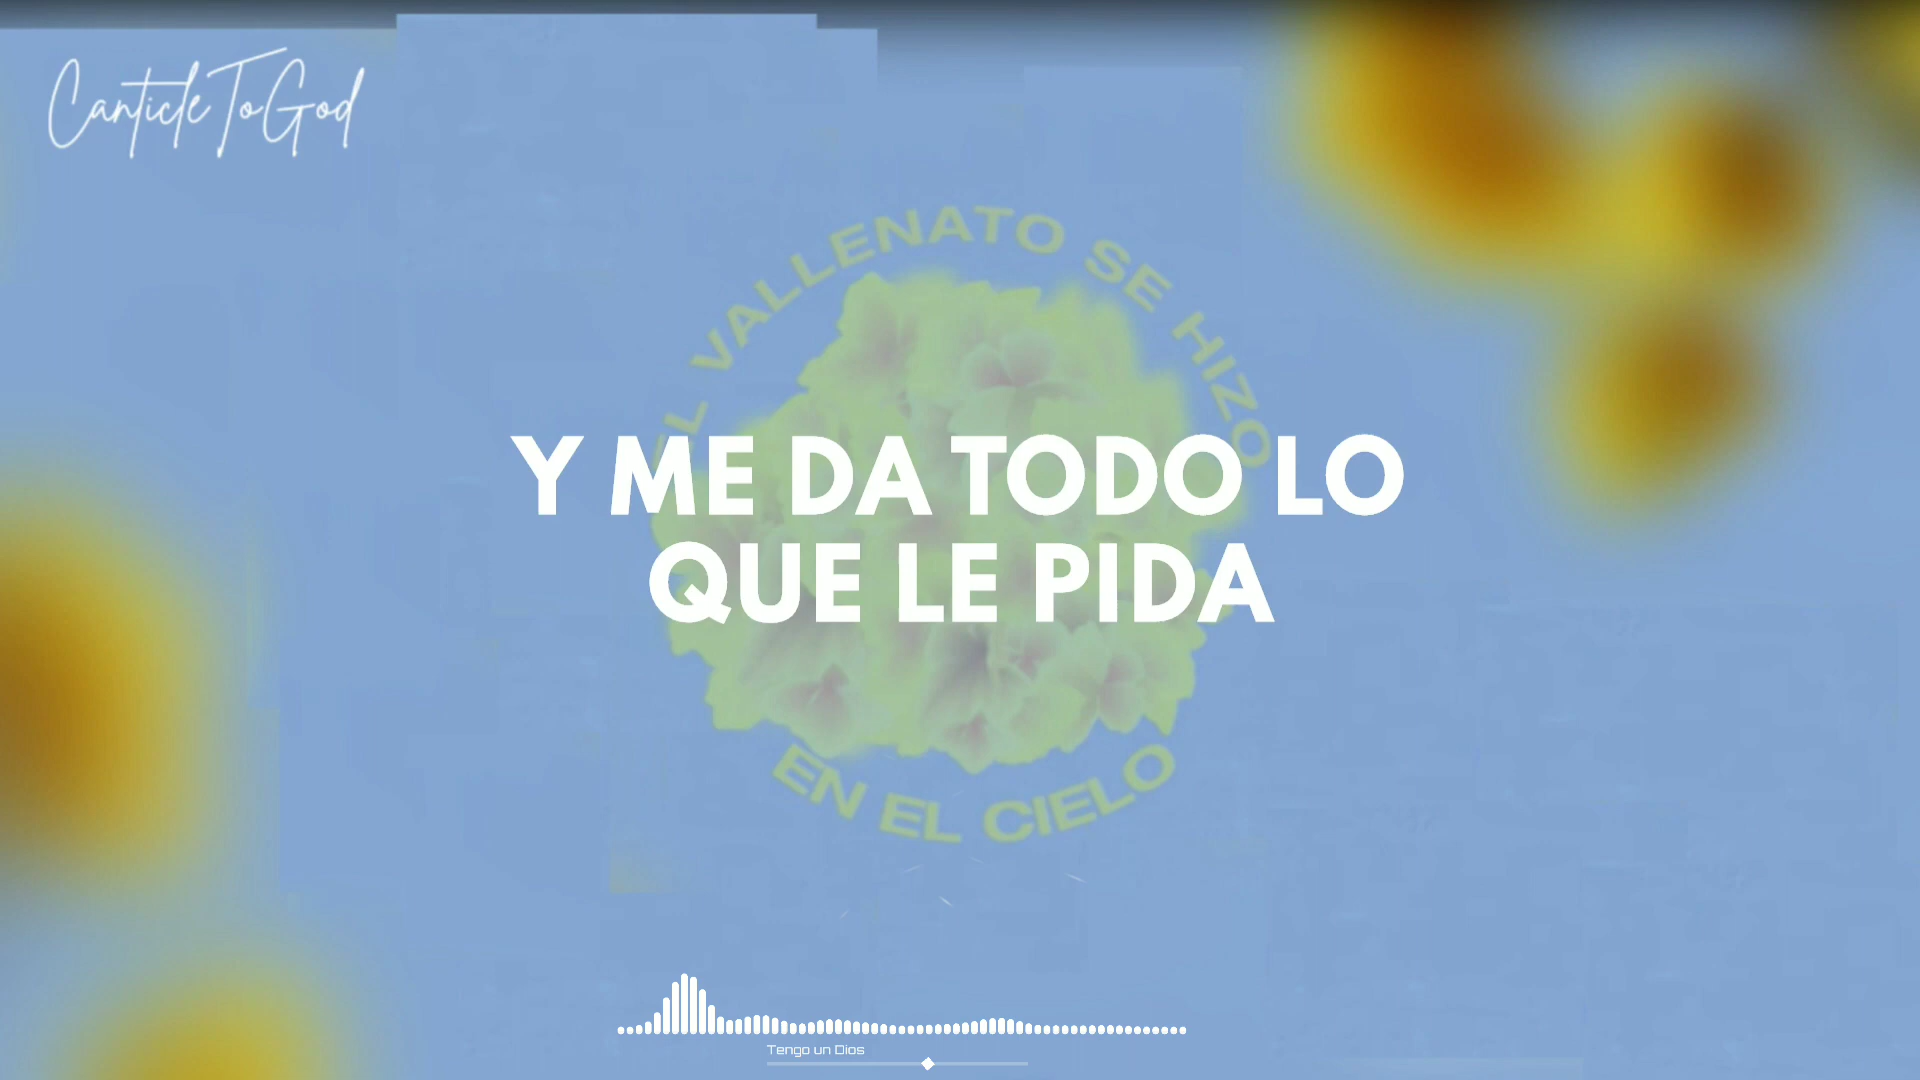 CanticleToGod
EL VALLENATO SE HIZO
Y ME DA TODO LO
QUE LE PIDA
EN EL CIELO
Tengo un Dios